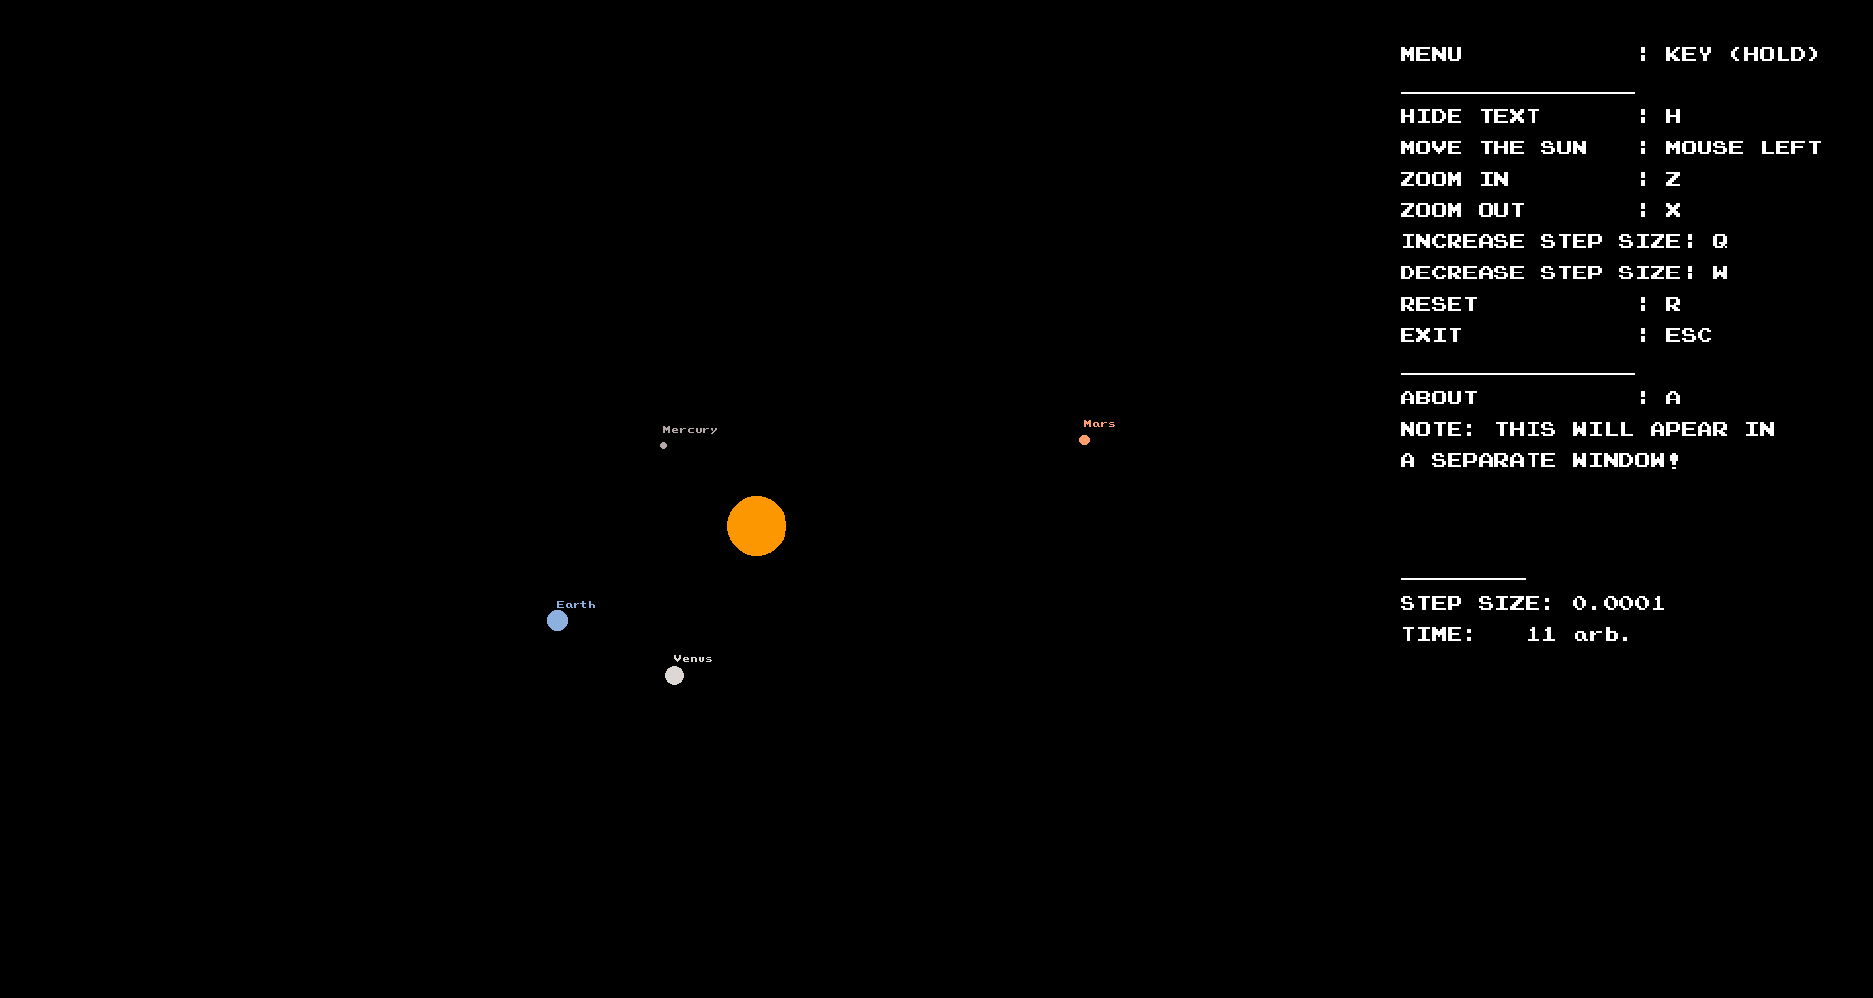 MENU : KEY (HOLD)
HIDE TEXT : H
MOVE THE SUN : MOUSE LEFT
ZOOM IN : Z
ZOOM OUT : X
INCREASE STEP SIZE: Q
DECREASE STEP SIZE: W
RESET : R
EXIT : ESC
ABOUT : A
NOTE: THIS WILL APEAR IN
A SEPARATE WINDOW!
STEP SIZE: 0.0001
TIME: 11 arb.
Mercury
Mars
Earth
Venus